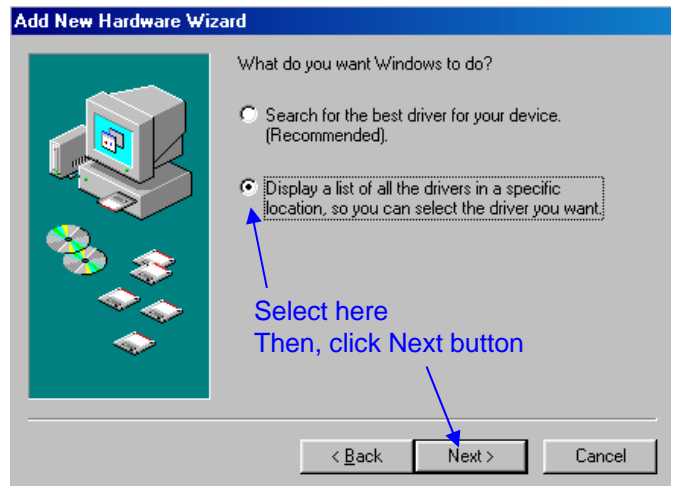 Add New Hardware Wizard
What do you want Windows to do?
Search for the best driver for your device.
(Recommended).
Display a list of all the drivers in a specific
location, so you can select the driver you want.
Select here
Then, click Next button
< Back
Next >
Cancel